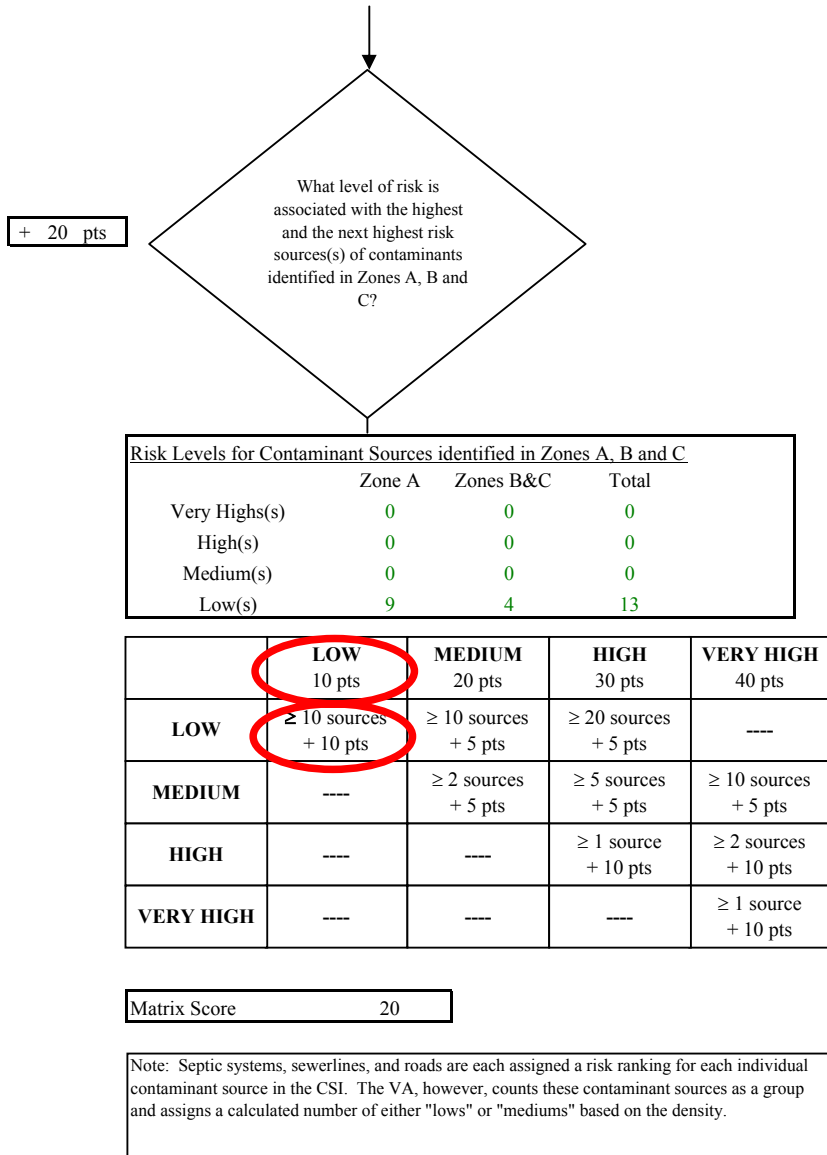 What level of risk is
associated with the highest
and the next highest risk
sources(s) of contaminants
identified in Zones A, B and
C?
+ 20 pts
Risk Levels for Contaminant Sources identified in Zones A, B and C
Zone A Zones B&C Total
Very Highs(s) 0 0 0
High(s) 0 0 0
Medium(s) 0 0 0
Low(s) 9 4 13
LOW MEDIUM HIGH VERY HIGH
10 pts 20 pts 30 pts 40 pts
LOW ≥ 10 sources ≥ 10 sources ≥ 20 sources ----
+ 10 pts + 5 pts + 5 pts
MEDIUM ---- ≥ 2 sources ≥ 5 sources ≥ 10 sources
+ 5 pts + 5 pts + 5 pts
HIGH ---- ---- ≥ 1 source ≥ 2 sources
+ 10 pts + 10 pts
VERY HIGH ---- ---- ---- ≥ 1 source
+ 10 pts
Matrix Score 20
Note: Septic systems, sewerlines, and roads are each assigned a risk ranking for each individual
contaminant source in the CSI. The VA, however, counts these contaminant sources as a group
and assigns a calculated number of either "lows" or "mediums" based on the density.